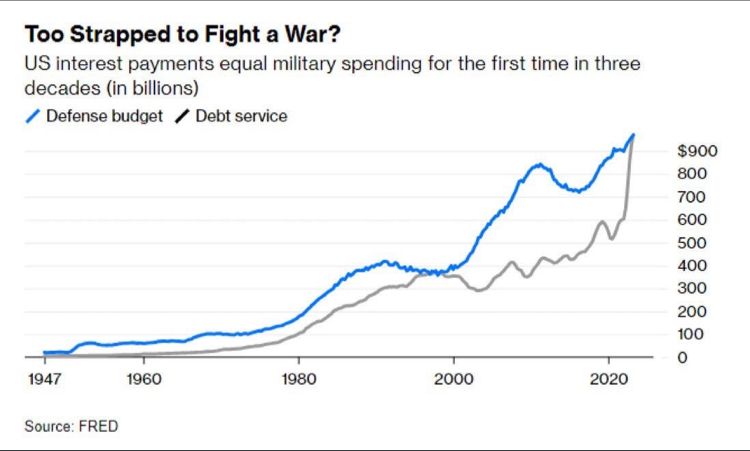 Too Strapped to Fight a War?
US interest payments equal military spending for the first time in three
decades (in billions)
Defense budget Debt service
$900
800
700
600
500
400
300
200
100
0
1947 1960 1980 2000 2020
Source: FRED